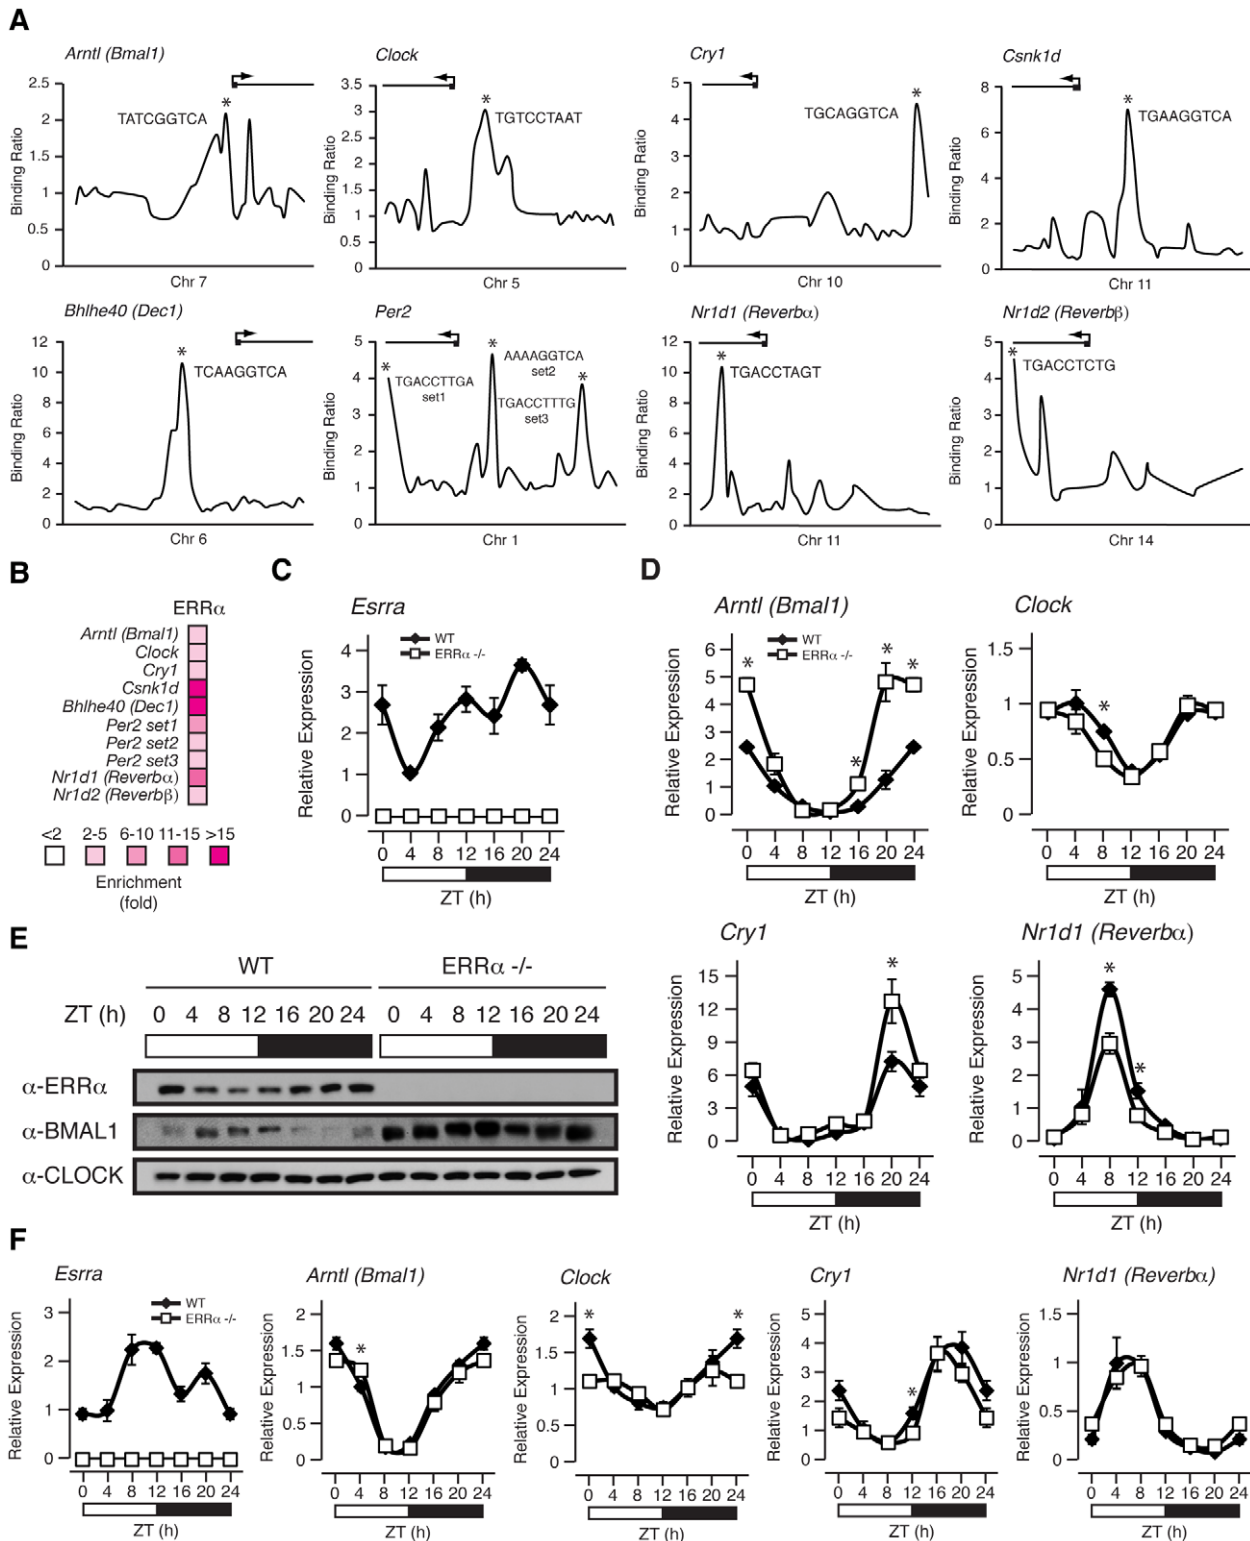 A
Arntl (Bmal1)
Clock
Cry1
Csnk1d
Binding Ratio
2.5
2
1.5
1
0.5
0
TATCGGTCA
*
Chr 7
Binding Ratio
3.5
3
2.5
2
1.5
1
0.5
0
*
TGTCCTAAT
Chr 5
Binding Ratio
5
4
3
2
1
0
TGCAGGTCA
*
Chr 10
Binding Ratio
8
6
4
2
0
*
TGAAGGTCA
Chr 11
Bhlhe40 (Dec1)
Per2
Nr1d1 (Reverbα)
Nr1d2 (Reverbβ)
Binding Ratio
12
10
8
6
4
2
0
*
TCAAGGTCA
Chr 6
Binding Ratio
5
4
3
2
1
0
*
TGACCTTGA
set1
*
AAAAGGTCA
set2
TGACCTTTG
set3
*
Chr 1
Binding Ratio
12
10
8
6
4
2
0
*
TGACCTAGT
Chr 11
Binding Ratio
5
4
3
2
1
0
*
TGACCTCTG
Chr 14
B
ERRα
Arntl (Bmal1)
Clock
Cry1
Csnk1d
Bhlhe40 (Dec1)
Per2 set1
Per2 set2
Per2 set3
Nr1d1 (Reverbα)
Nr1d2 (Reverbβ)
<2 2-5 6-10 11-15 >15
Enrichment
(fold)
C
Esrra
WT
ERRα -/-
Relative Expression
4
3
2
1
0
0 4 8 12 16 20 24
ZT (h)
D
Arntl (Bmal1)
WT
ERRα -/-
Relative Expression
6
5
4
3
2
1
0
* * * *
0 4 8 12 16 20 24
ZT (h)
Clock
Relative Expression
1.5
1
0.5
0
*
0 4 8 12 16 20 24
ZT (h)
Cry1
Relative Expression
15
12
9
6
3
0
*
0 4 8 12 16 20 24
ZT (h)
Nr1d1 (Reverbα)
Relative Expression
5
4
3
2
1
0
*
*
0 4 8 12 16 20 24
ZT (h)
E
WT ERRα -/-
ZT (h) 0 4 8 12 16 20 24 0 4 8 12 16 20 24
α-ERRα
α-BMAL1
α-CLOCK
F
Esrra
WT
ERRα -/-
Relative Expression
3
2
1
0
0 4 8 12 16 20 24
ZT (h)
Arntl (Bmal1)
Relative Expression
2
1.5
1
0.5
0
*
0 4 8 12 16 20 24
ZT (h)
Clock
Relative Expression
2
1.5
1
0.5
0
* *
0 4 8 12 16 20 24
ZT (h)
Cry1
Relative Expression
5
4
3
2
1
0
*
0 4 8 12 16 20 24
ZT (h)
Nr1d1 (Reverbα)
Relative Expression
1.5
1
0.5
0
0 4 8 12 16 20 24
ZT (h)